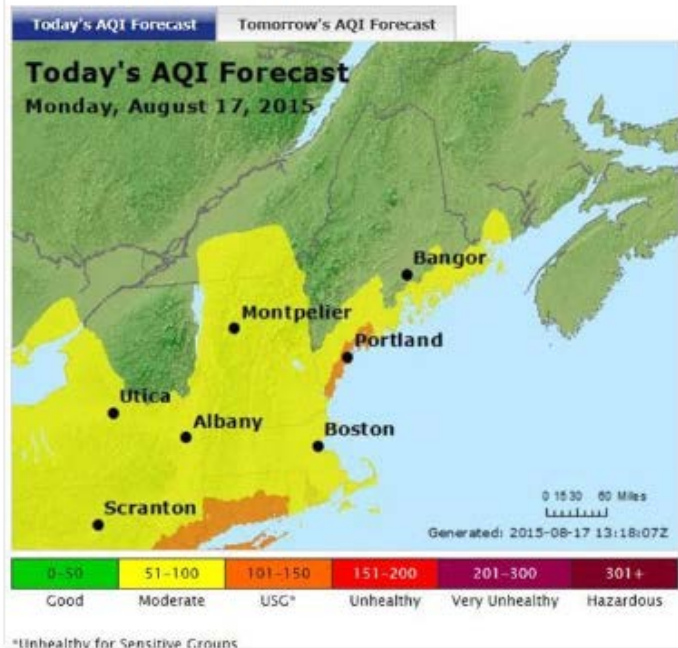 Today's AQI Forecast
Tomorrow's AQI Forecast
Today's AQI Forecast
Monday, August 17, 2015
Bangor
Montpelier
Portland
Utica
Albany
Boston
Scranton
0 15 30 60 Miles
Generated: 2015-08-17 13:18:07Z
0-50 51-100 101-150 151-200 201-300 301+
Good Moderate USG* Unhealthy Very Unhealthy Hazardous
*Unhealthy for Sensitive Groups